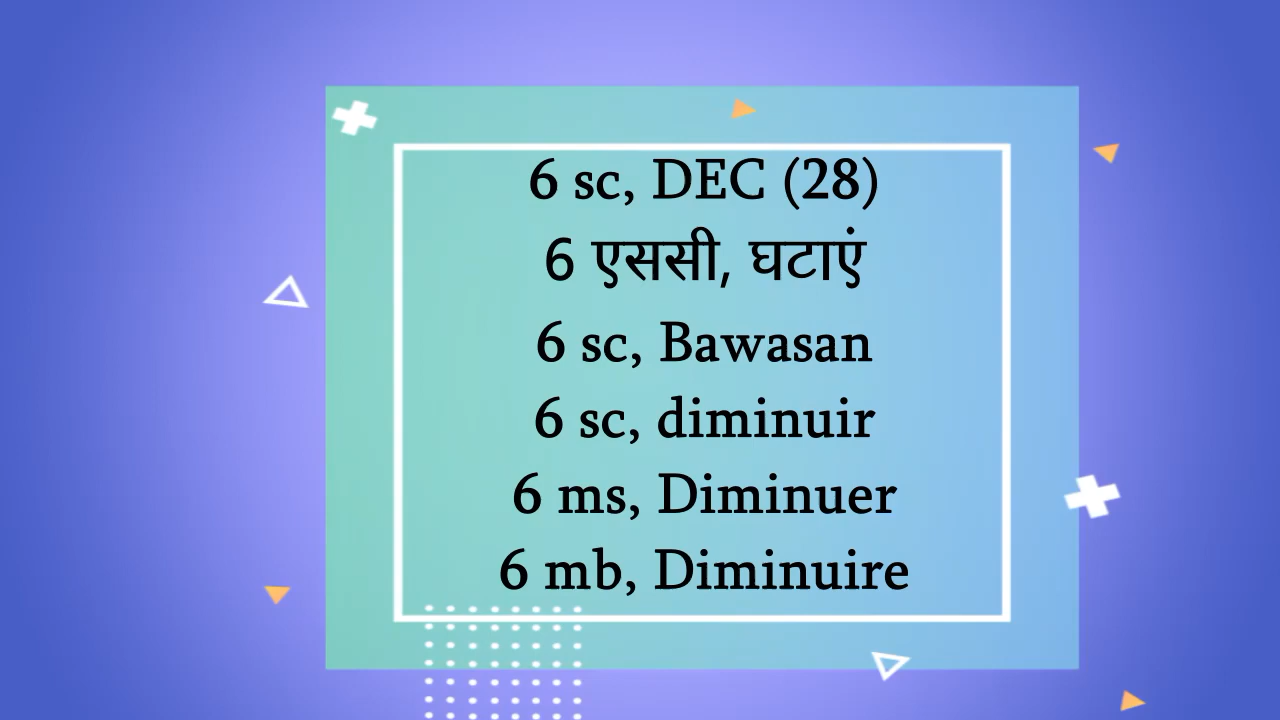 6 sc, DEC (28)
6 एससी, घटाएं
6 sc, Bawasan
6 sc, diminuir
6 ms, Diminuer
6 mb, Diminuire